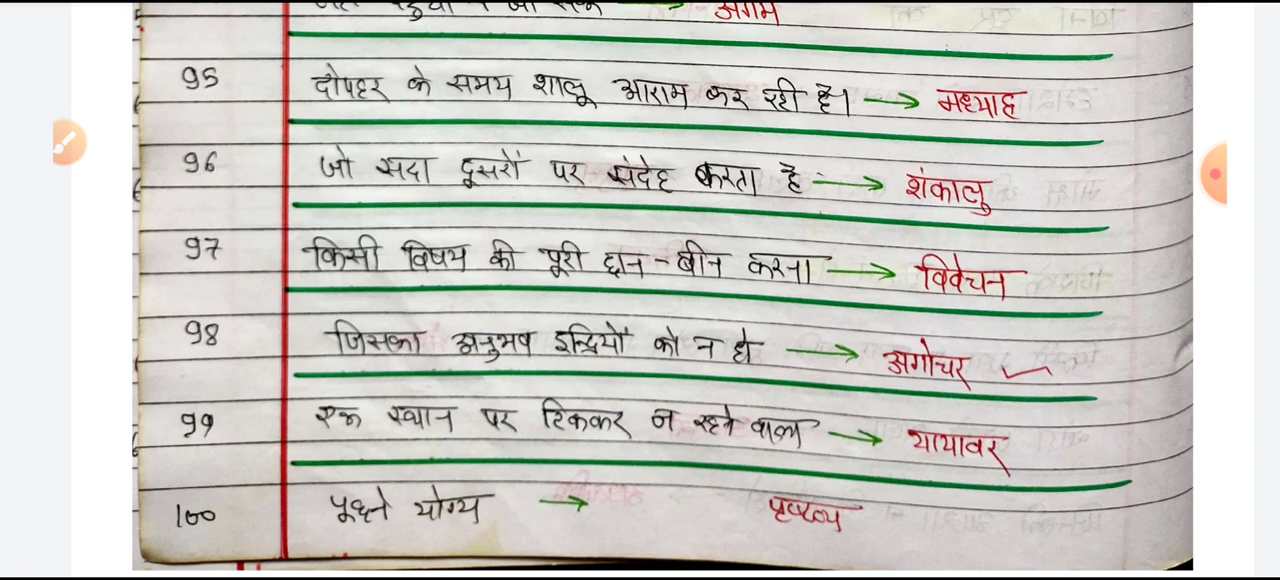 अगम
95 दोपहर के समय शालू आराम कर रही है। → मध्याह
96 जो सदा दूसरों पर संदेह करता है → शंकालु
97 किसी विषय की पूरी छान-बीन करना → विवेचन
98 जिसका अनुभव इन्द्रियों को न हो → अगोचर
99 एक स्थान पर टिककर न रहने वाला → यायावर
100 पूछने योग्य → पृष्टव्य